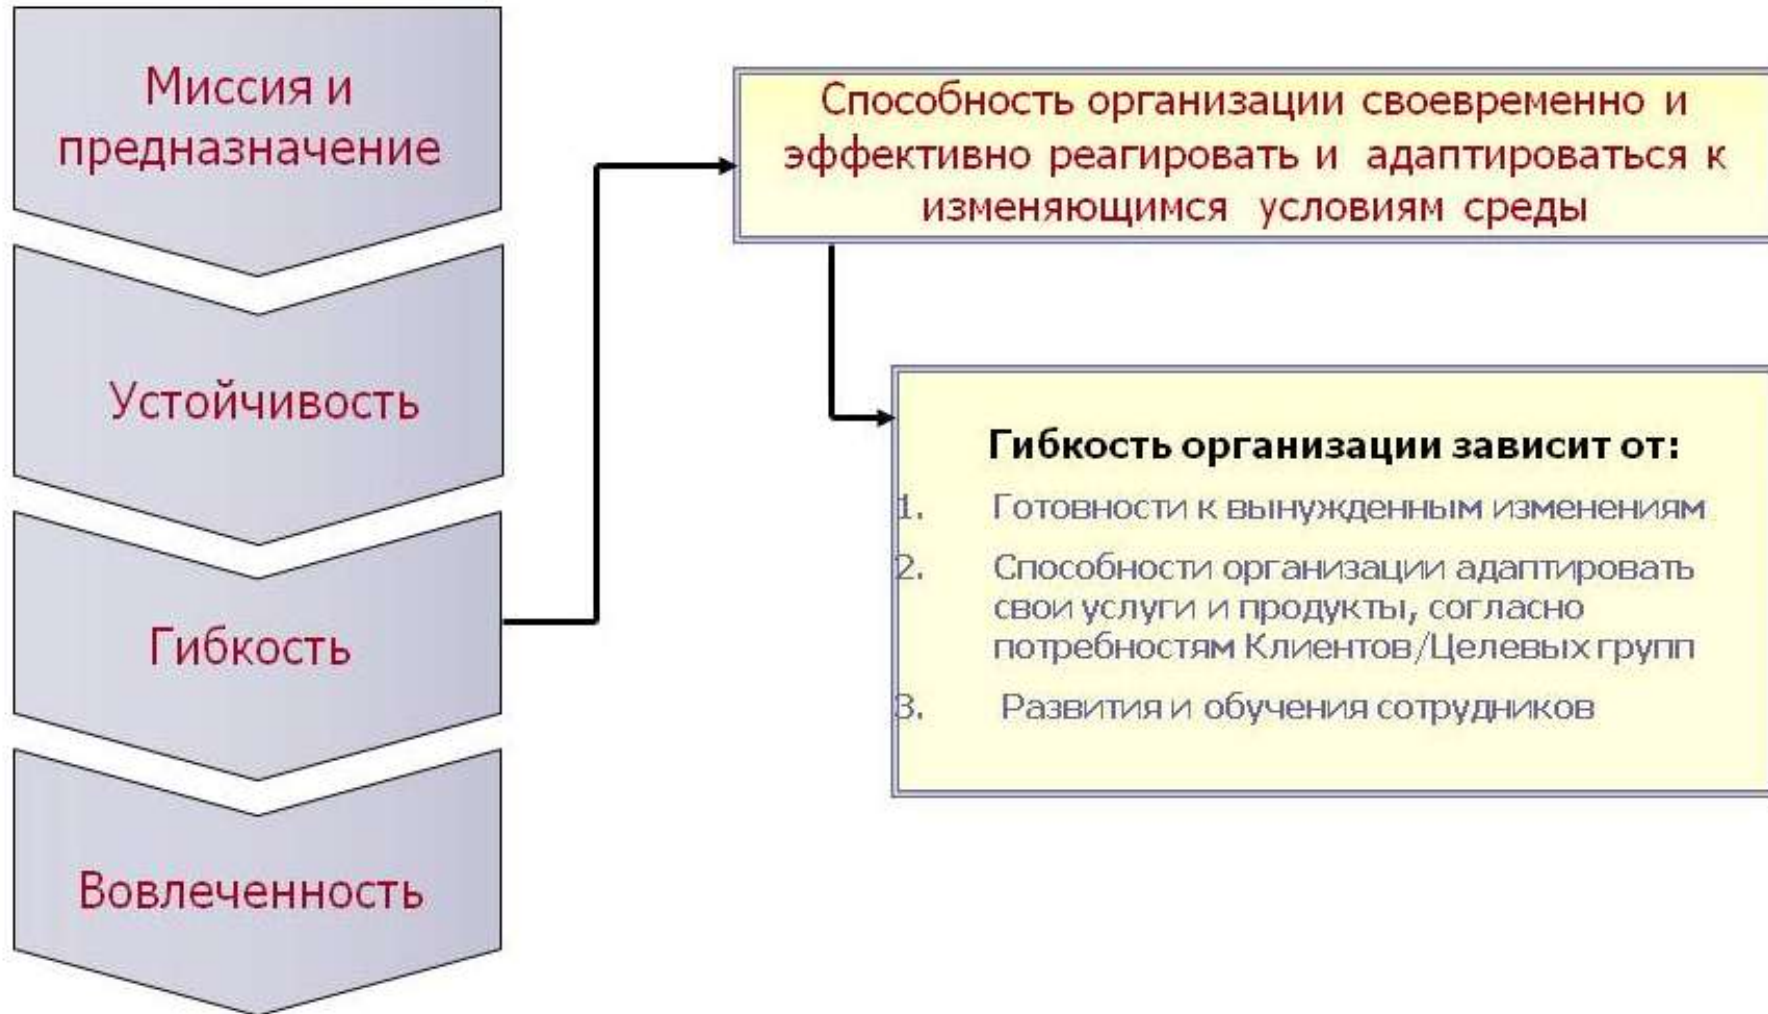 Миссия и
предназначение
Устойчивость
Гибкость
Вовлеченность
Способность организации своевременно и
эффективно реагировать и адаптироваться к
изменяющимся условиям среды
Гибкость организации зависит от:
1. Готовности к вынужденным изменениям
2. Способности организации адаптировать
свои услуги и продукты, согласно
потребностям Клиентов/Целевых групп
3. Развития и обучения сотрудников